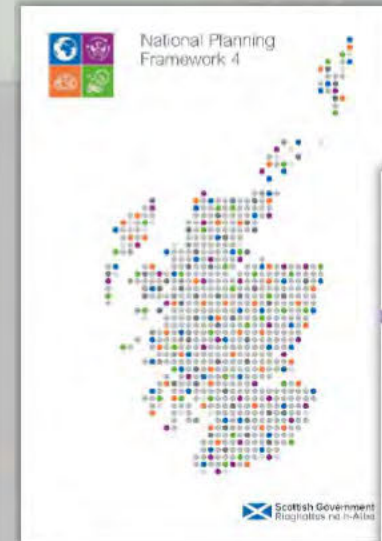 National Planning
Framework 4
Scottish Government
Riaghaltas na h-Alba